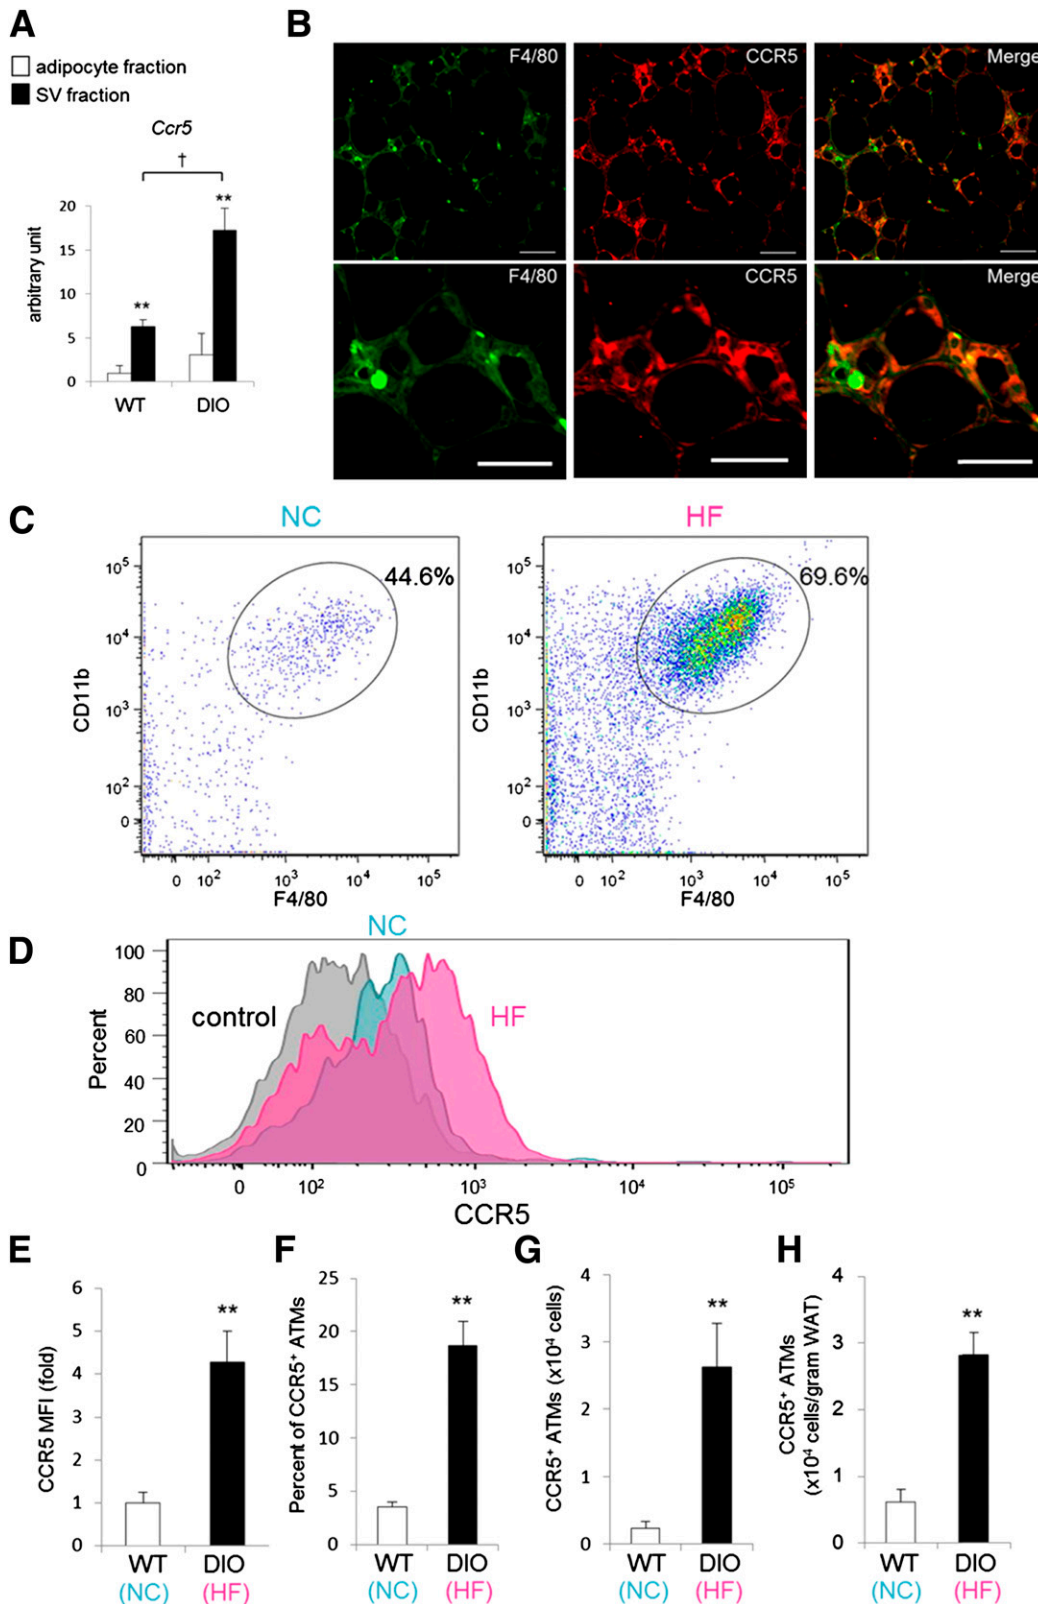 A
adipocyte fraction
SV fraction
Ccr5
†
**
**
20
15
10
5
0
arbitrary unit
WT DIO
B
F4/80 CCR5 Merge
F4/80 CCR5 Merge
C
NC HF
44.6% 69.6%
CD11b
10⁵
10⁴
10³
10²
0
0 10² 10³ 10⁴ 10⁵
F4/80
CD11b
10⁵
10⁴
10³
10²
0
0 10² 10³ 10⁴ 10⁵
F4/80
D
NC
control
HF
Percent
100
80
60
40
20
0
0 10² 10³ 10⁴ 10⁵
CCR5
E
CCR5 MFI (fold)
6
5
4
3
2
1
0
**
WT DIO
(NC) (HF)
F
Percent of CCR5⁺ ATMs
25
20
15
10
5
0
**
WT DIO
(NC) (HF)
G
CCR5⁺ ATMs (x10⁴ cells)
4
3
2
1
0
**
WT DIO
(NC) (HF)
H
CCR5⁺ ATMs
(x10⁴ cells/gram WAT)
4
3
2
1
0
**
WT DIO
(NC) (HF)